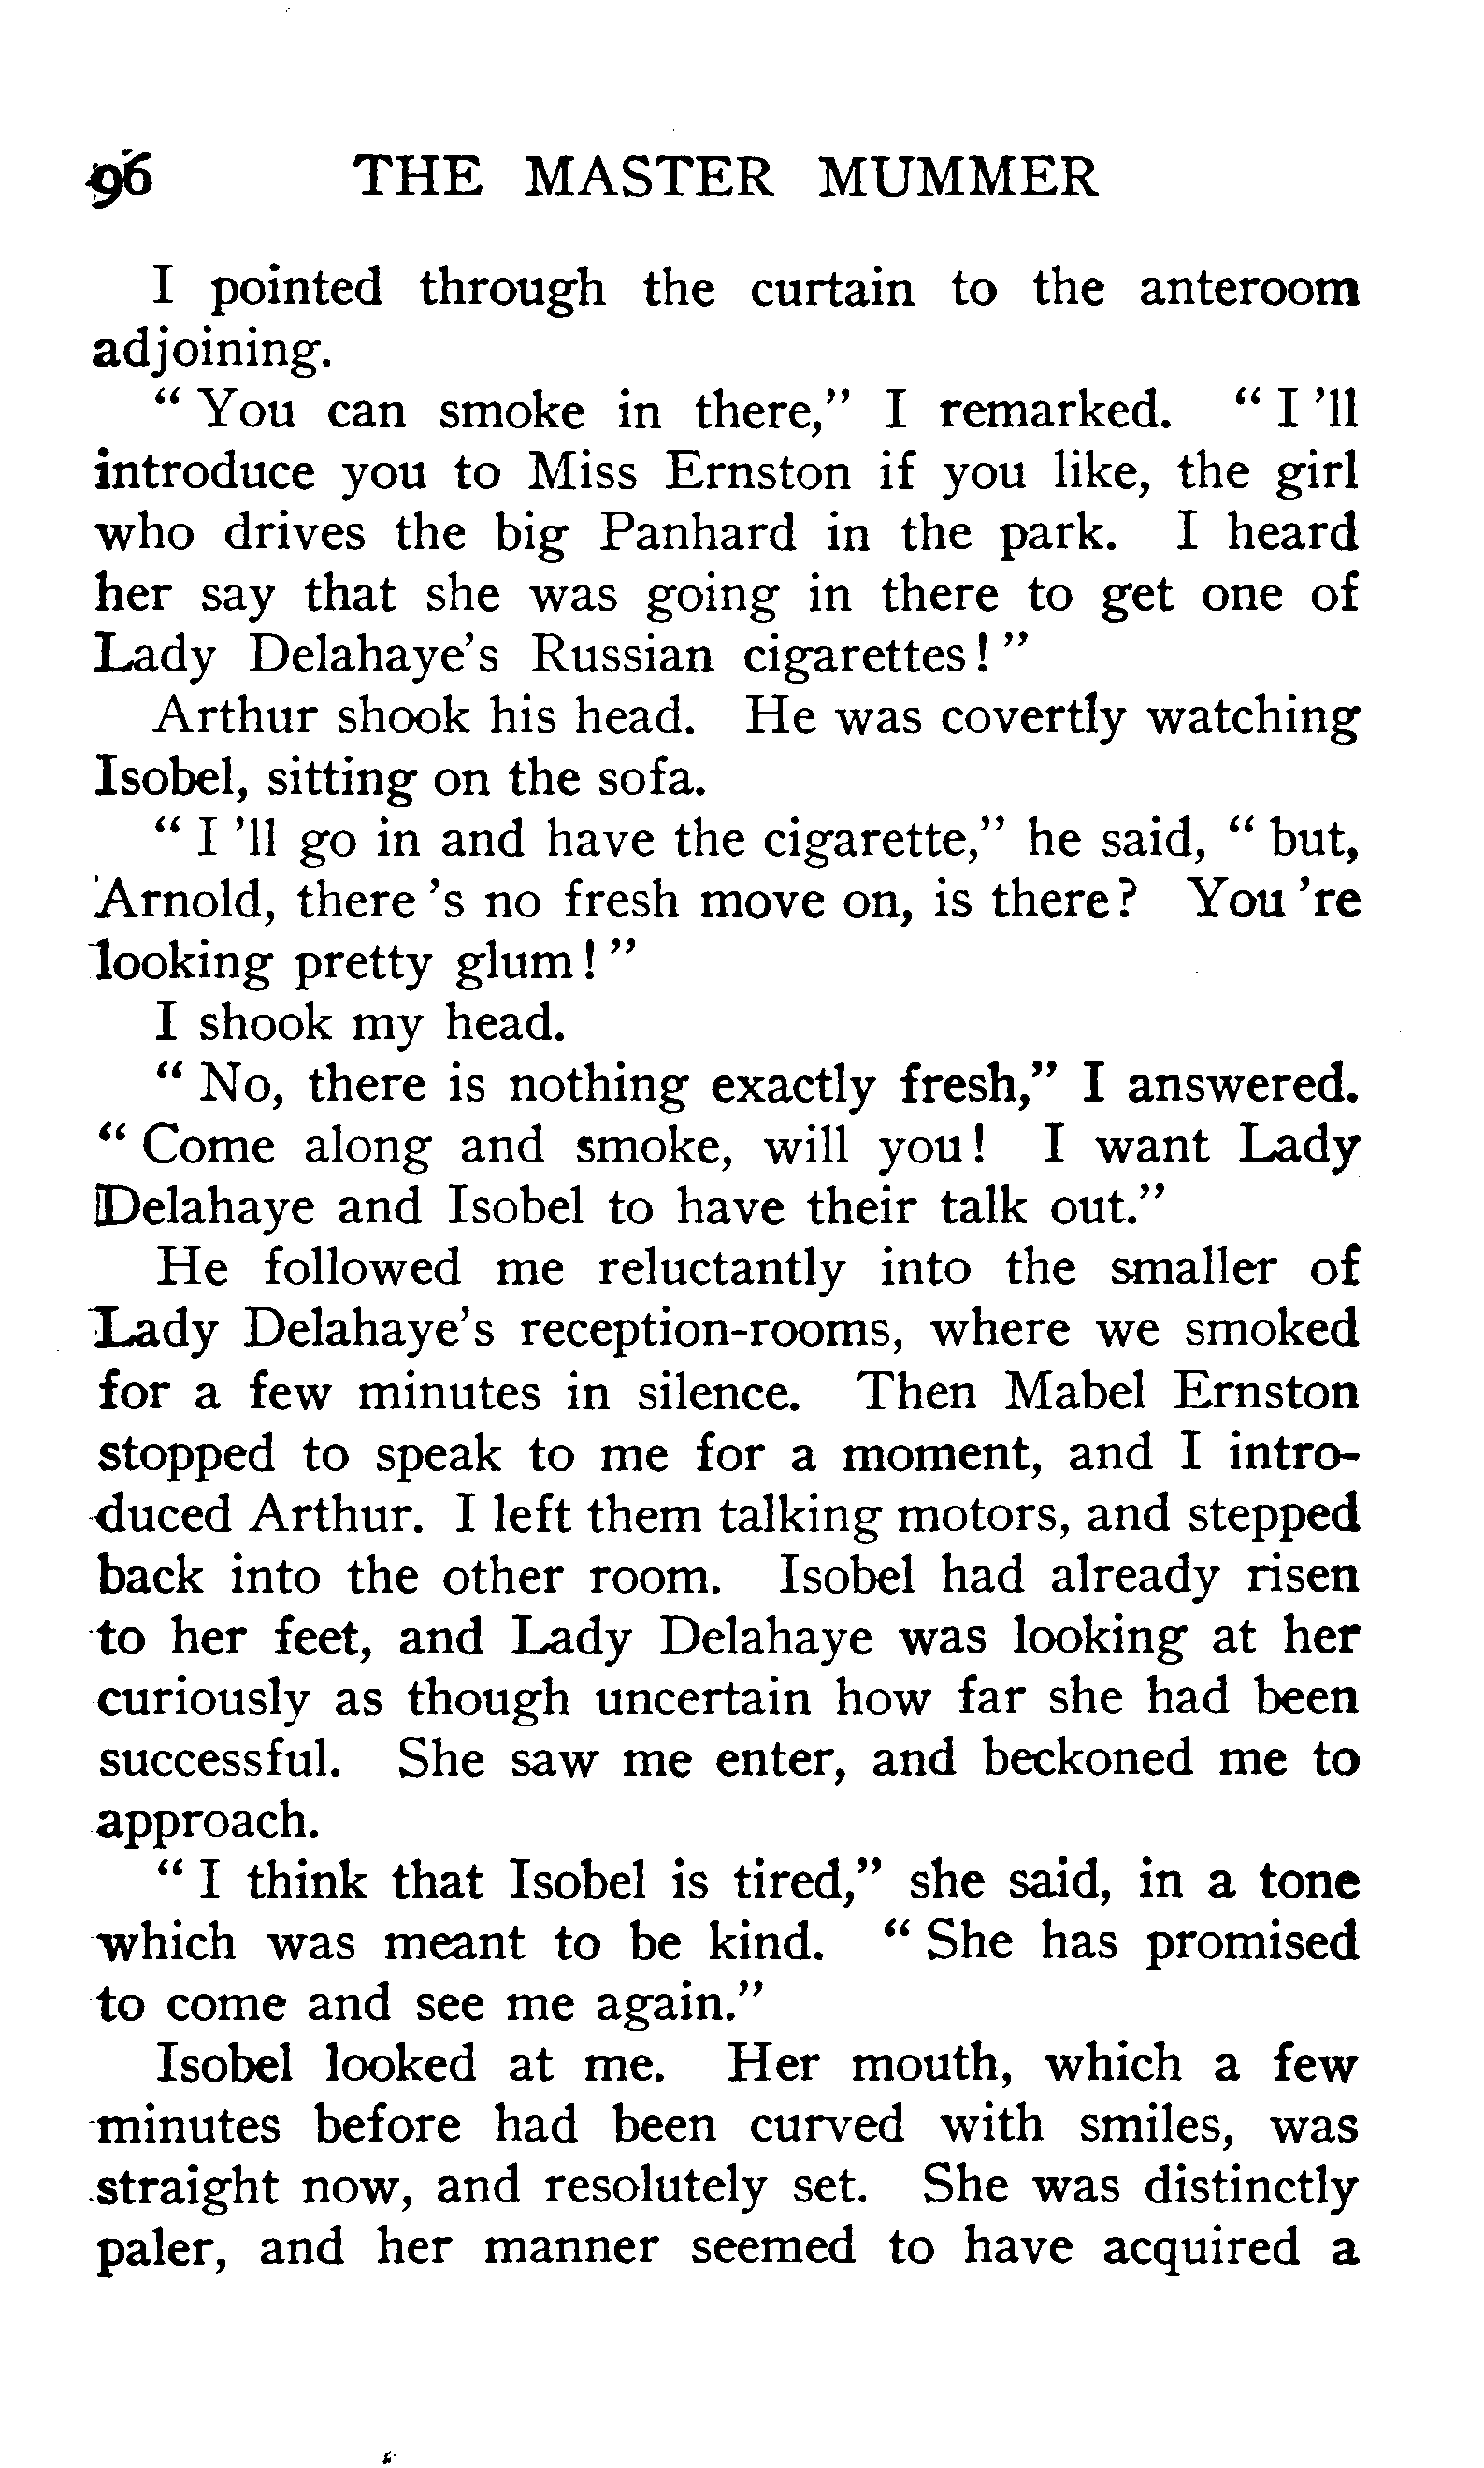 96 THE MASTER MUMMER
I pointed through the curtain to the anteroom
adjoining.
“ You can smoke in there,” I remarked. “ I ’ll
introduce you to Miss Ernston if you like, the girl
who drives the big Panhard in the park. I heard
her say that she was going in there to get one of
Lady Delahaye’s Russian cigarettes! ”
Arthur shook his head. He was covertly watching
Isobel, sitting on the sofa.
“ I ’ll go in and have the cigarette,” he said, “ but,
Arnold, there ’s no fresh move on, is there? You ’re
looking pretty glum! ”
I shook my head.
“ No, there is nothing exactly fresh,” I answered.
“ Come along and smoke, will you! I want Lady
Delahaye and Isobel to have their talk out.”
He followed me reluctantly into the smaller of
Lady Delahaye’s reception-rooms, where we smoked
for a few minutes in silence. Then Mabel Ernston
stopped to speak to me for a moment, and I intro-
duced Arthur. I left them talking motors, and stepped
back into the other room. Isobel had already risen
to her feet, and Lady Delahaye was looking at her
curiously as though uncertain how far she had been
successful. She saw me enter, and beckoned me to
approach.
“ I think that Isobel is tired,” she said, in a tone
which was meant to be kind. “ She has promised
to come and see me again.”
Isobel looked at me. Her mouth, which a few
minutes before had been curved with smiles, was
straight now, and resolutely set. She was distinctly
paler, and her manner seemed to have acquired a